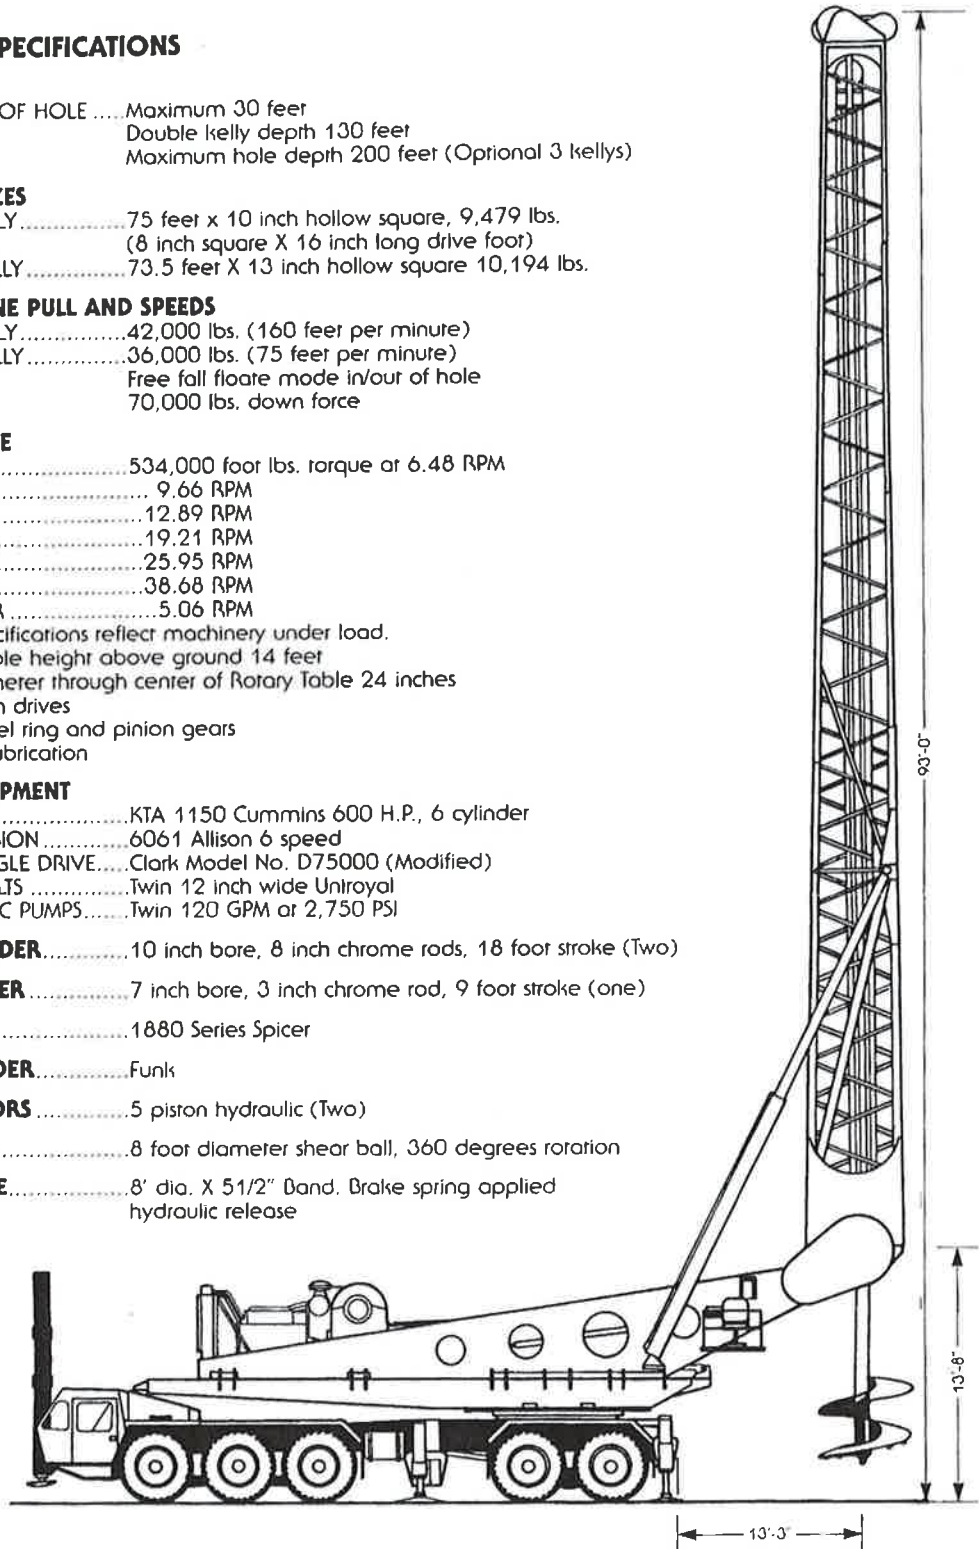 PECIFICATIONS
OF HOLE ..... Maximum 30 feet
Double kelly depth 130 feet
Maximum hole depth 200 feet (Optional 3 kellys)
ZES
LY.................75 feet x 10 inch hollow square, 9,479 lbs.
(8 inch square X 16 inch long drive foot)
LLY................73.5 feet X 13 inch hollow square 10,194 lbs.
NE PULL AND SPEEDS
LY.................42,000 lbs. (160 feet per minute)
LLY................36,000 lbs. (75 feet per minute)
Free fall floate mode in/out of hole
70,000 lbs. down force
E
....................534,000 foot lbs. torque at 6.48 RPM
.................... 9.66 RPM
....................12.89 RPM
....................19.21 RPM
....................25.95 RPM
....................38.68 RPM
R ....................5.06 RPM
cifications reflect machinery under load.
ble height above ground 14 feet
meter through center of Rotary Table 24 inches
n drives
el ring and pinion gears
ubrication
PMENT
....................KTA 1150 Cummins 600 H.P., 6 cylinder
ION ..............6061 Allison 6 speed
GLE DRIVE.....Clark Model No. D75000 (Modified)
LTS ...............Twin 12 inch wide Uniroyal
C PUMPS.......Twin 120 GPM at 2,750 PSI
DER..............10 inch bore, 8 inch chrome rods, 18 foot stroke (Two)
ER ...............7 inch bore, 3 inch chrome rod, 9 foot stroke (one)
....................1880 Series Spicer
DER..............Funk
ORS ..............5 piston hydraulic (Two)
....................8 foot diameter shear ball, 360 degrees rotation
E..................8' dia. X 51/2" Band. Brake spring applied
hydraulic release
93'-0"
13'-8"
13'-3"